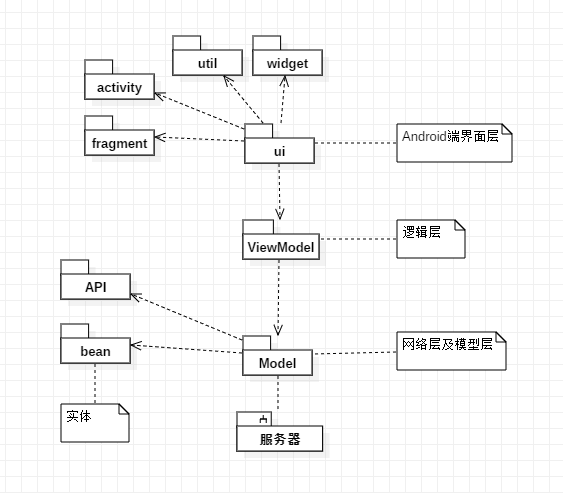 util
widget
activity
fragment
ui
Android端界面层
ViewModel
逻辑层
API
bean
Model
网络层及模型层
实体
服务器